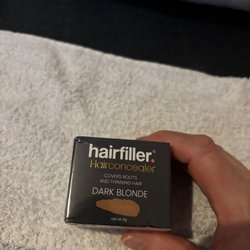 hairfiller.
Hairconcealer
COVERS ROOTS
AND THINNING HAIR
DARK BLONDE